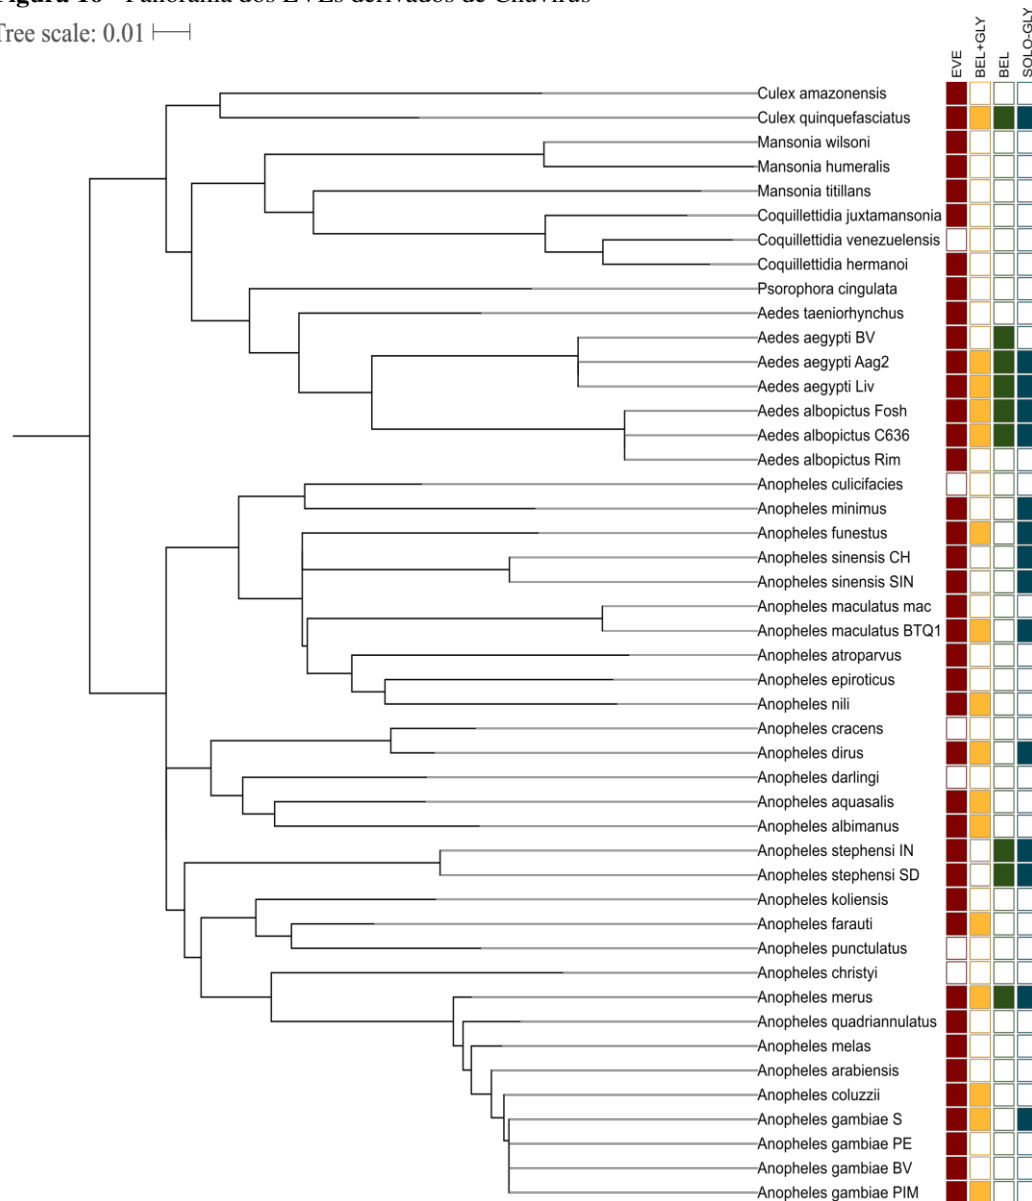 Figura - Panorama dos EVEs derivados de Chuvirus
Tree scale: 0.01
EVE
BEL+GLY
BEL
SOLO-GLY
Culex amazonensis
Culex quinquefasciatus
Mansonia wilsoni
Mansonia humeralis
Mansonia titillans
Coquillettidia juxtamansonia
Coquillettidia venezuelensis
Coquillettidia hermanoi
Psorophora cingulata
Aedes taeniorhynchus
Aedes aegypti BV
Aedes aegypti Aag2
Aedes aegypti Liv
Aedes albopictus Fosh
Aedes albopictus C636
Aedes albopictus Rim
Anopheles culicifacies
Anopheles minimus
Anopheles funestus
Anopheles sinensis CH
Anopheles sinensis SIN
Anopheles maculatus mac
Anopheles maculatus BTQ1
Anopheles atroparvus
Anopheles epiroticus
Anopheles nili
Anopheles cracens
Anopheles dirus
Anopheles darlingi
Anopheles aquasalis
Anopheles albimanus
Anopheles stephensi IN
Anopheles stephensi SD
Anopheles koliensis
Anopheles farauti
Anopheles punctulatus
Anopheles christyi
Anopheles merus
Anopheles quadriannulatus
Anopheles melas
Anopheles arabiensis
Anopheles coluzzii
Anopheles gambiae S
Anopheles gambiae PE
Anopheles gambiae BV
Anopheles gambiae PIM